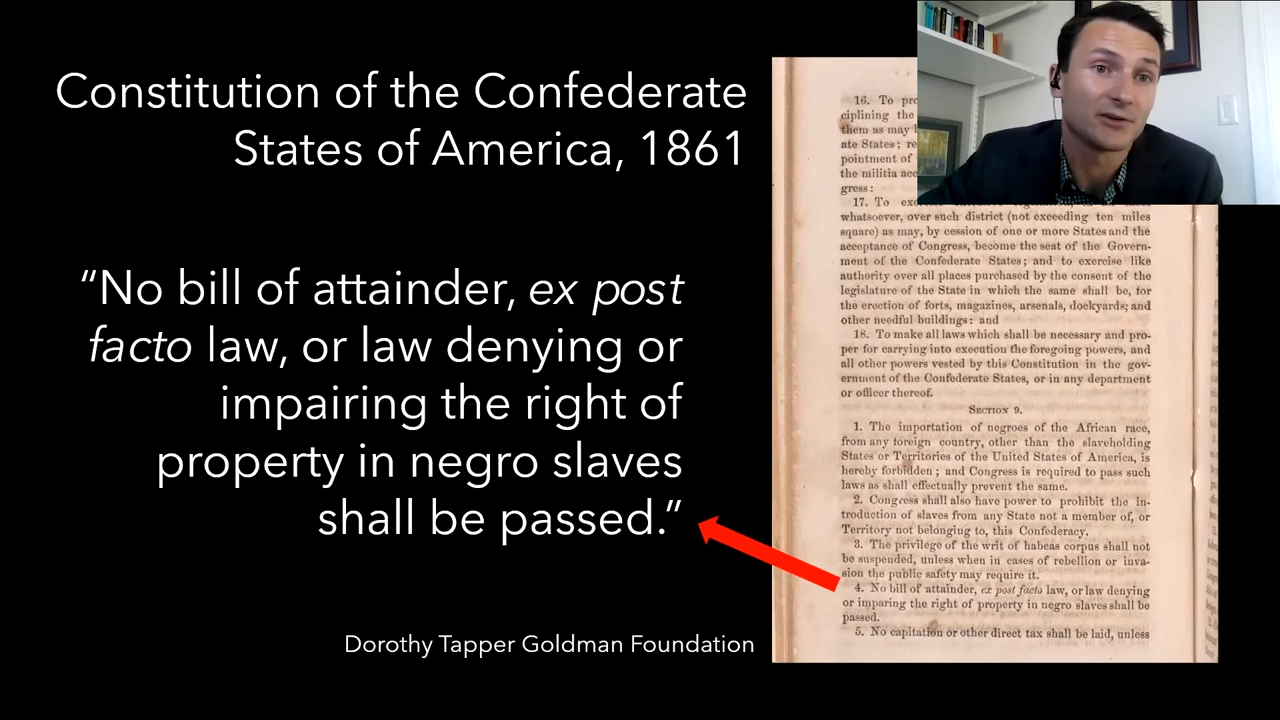 Constitution of the Confederate
States of America, 1861
“No bill of attainder, ex post
facto law, or law denying or
impairing the right of
property in negro slaves
shall be passed.”
Dorothy Tapper Goldman Foundation
16. To pro
ciplining the
them as may
ate States; re
pointment of
the militia acc
gress:
17. To
whatsoever, over such district (not exceeding ten miles
square) as may, by cession of one or more States and the
acceptance of Congress, become the seat of the Govern-
ment of the Confederate States; and to exercise like
authority over all places purchased by the consent of the
legislature of the State in which the same shall be, for
the erection of forts, magazines, arsenals, dockyards, and
other needful buildings: and
18. To make all laws which shall be necessary and pro-
per for carrying into execution the foregoing powers, and
all other powers vested by this Constitution in the gov-
ernment of the Confederate States, or in any department
or officer thereof.
SECTION 9.
1. The importation of negroes of the African race,
from any foreign country, other than the slaveholding
States or Territories of the United States of America, is
hereby forbidden; and Congress is required to pass such
laws as shall effectually prevent the same.
2. Congress shall also have power to prohibit the in-
troduction of slaves from any State not a member of, or
Territory not belonging to, this Confederacy.
3. The privilege of the writ of habeas corpus shall not
be suspended, unless when in cases of rebellion or inva-
sion the public safety may require it.
4. No bill of attainder, ex post facto law, or law denying
or imparing the right of property in negro slaves shall be
passed.
5. No capitation or other direct tax shall be laid, unless